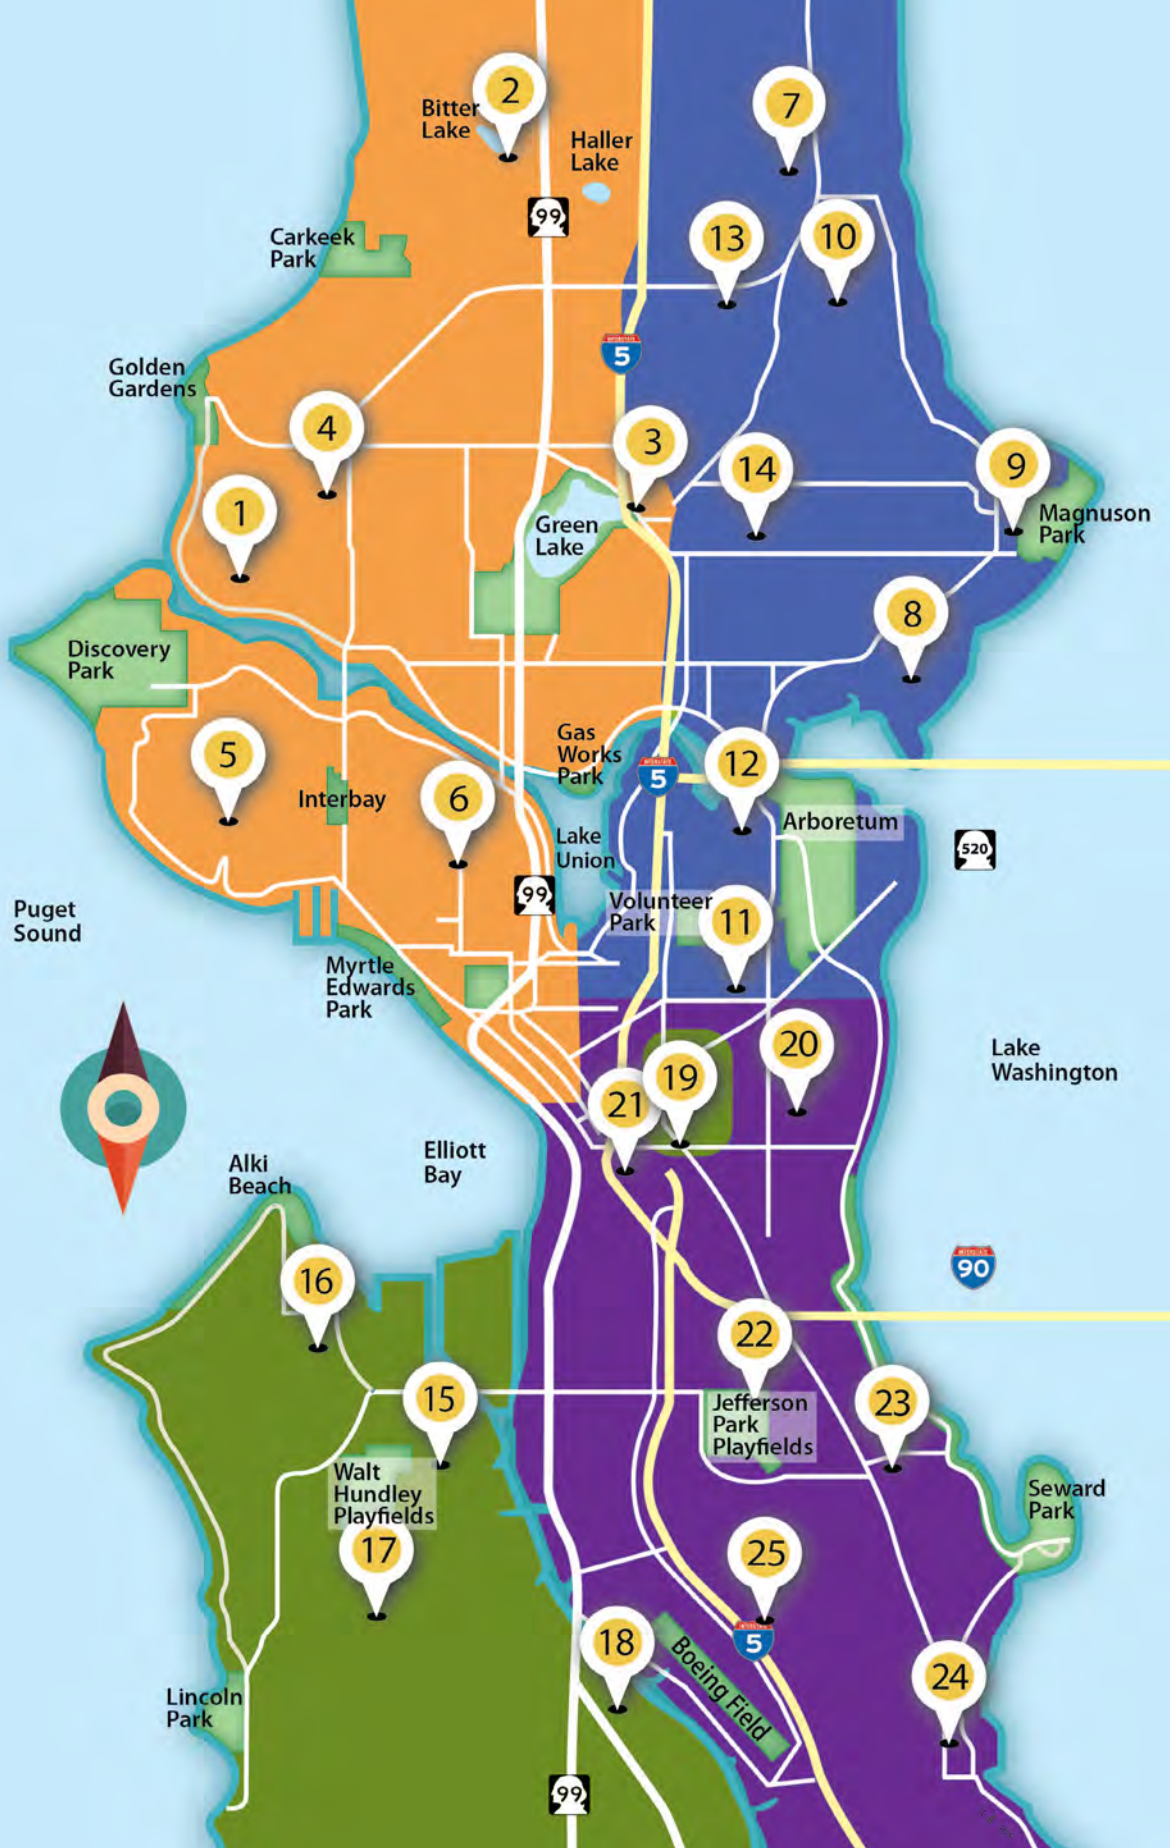 2
7
Bitter
Lake
Haller
Lake
99
13
10
Carkeek
Park
INTERSTATE
5
Golden
Gardens
4
3
14
9
1
Green
Lake
Magnuson
Park
8
Discovery
Park
5
Gas
Works
Park
INTERSTATE
5
12
Interbay
6
Arboretum
Lake
Union
520
99
Volunteer
Park
11
Puget
Sound
Myrtle
Edwards
Park
20
Lake
Washington
19
21
Elliott
Bay
Alki
Beach
INTERSTATE
90
16
22
15
Jefferson
Park
Playfields
23
Walt
Hundley
Playfields
Seward
Park
17
25
18
INTERSTATE
5
Boeing Field
24
Lincoln
Park
99